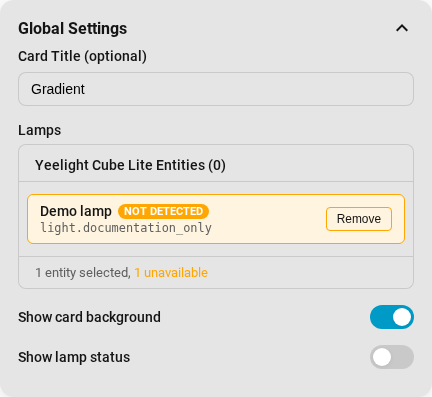 Global Settings
Card Title (optional)
Gradient
Lamps
Yeelight Cube Lite Entities (0)
Demo lamp NOT DETECTED
light.documentation_only
Remove
1 entity selected, 1 unavailable
Show card background
Show lamp status